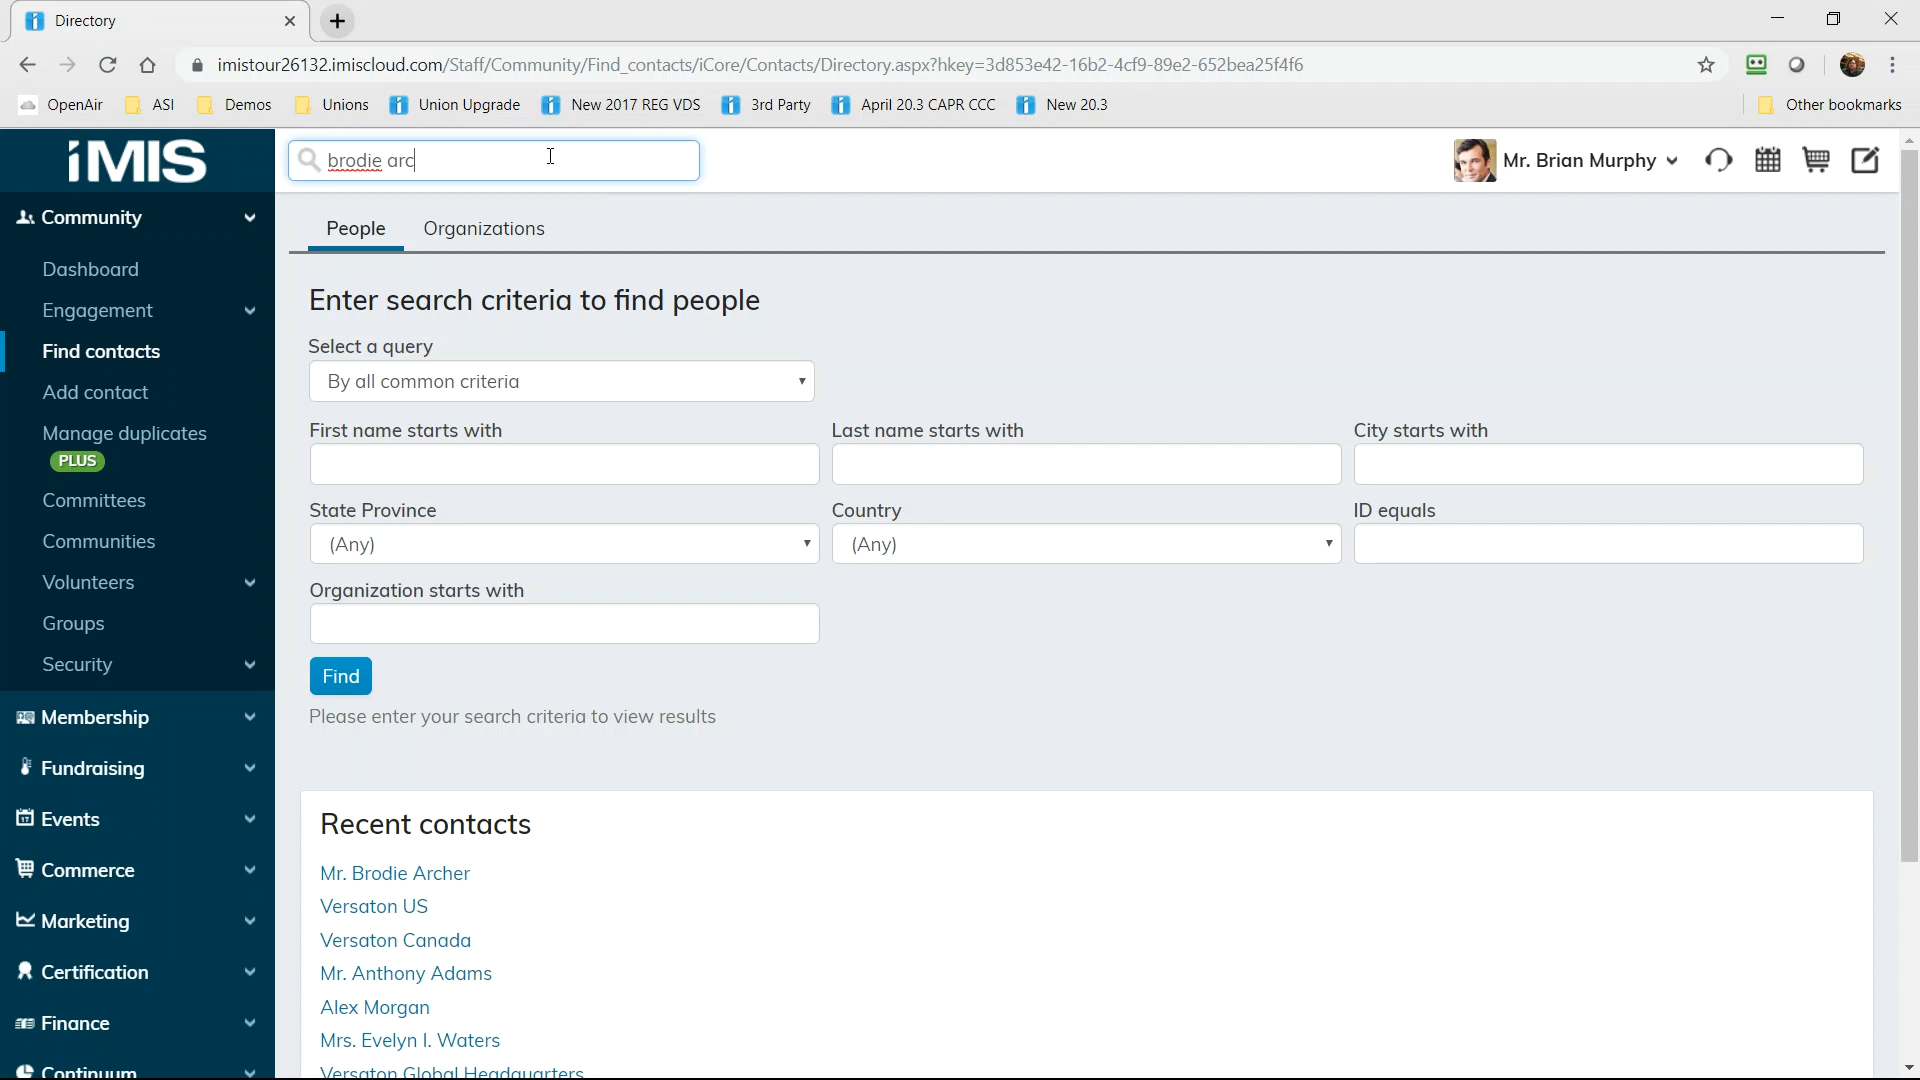 Directory
imistour26132.imiscloud.com/Staff/Community/Find_contacts/iCore/Contacts/Directory.aspx?hkey=3d853e42-16b2-4cf9-89e2-652bea25f4f6
OpenAir ASI Demos Unions Union Upgrade New 2017 REG VDS 3rd Party April 20.3 CAPR CCC New 20.3 Other bookmarks
iMIS
brodie arc
Mr. Brian Murphy
Community
Dashboard
Engagement
Find contacts
Add contact
Manage duplicates
PLUS
Committees
Communities
Volunteers
Groups
Security
Membership
Fundraising
Events
Commerce
Marketing
Certification
Finance
Continuum
People Organizations
Enter search criteria to find people
Select a query
By all common criteria
First name starts with Last name starts with City starts with
State Province Country ID equals
(Any) (Any)
Organization starts with
Find
Please enter your search criteria to view results
Recent contacts
Mr. Brodie Archer
Versaton US
Versaton Canada
Mr. Anthony Adams
Alex Morgan
Mrs. Evelyn I. Waters
Versaton Global Headquarters